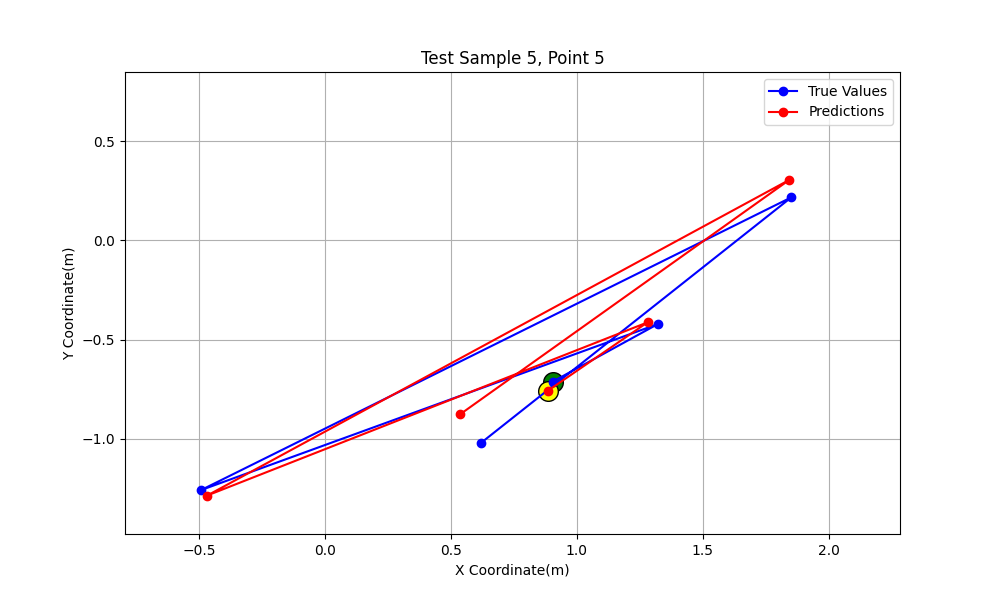 Test Sample 5, Point 5
True Values
Predictions
0.5
0.0
−0.5
−1.0
Y Coordinate(m)
−0.5
0.0
0.5
1.0
1.5
2.0
X Coordinate(m)